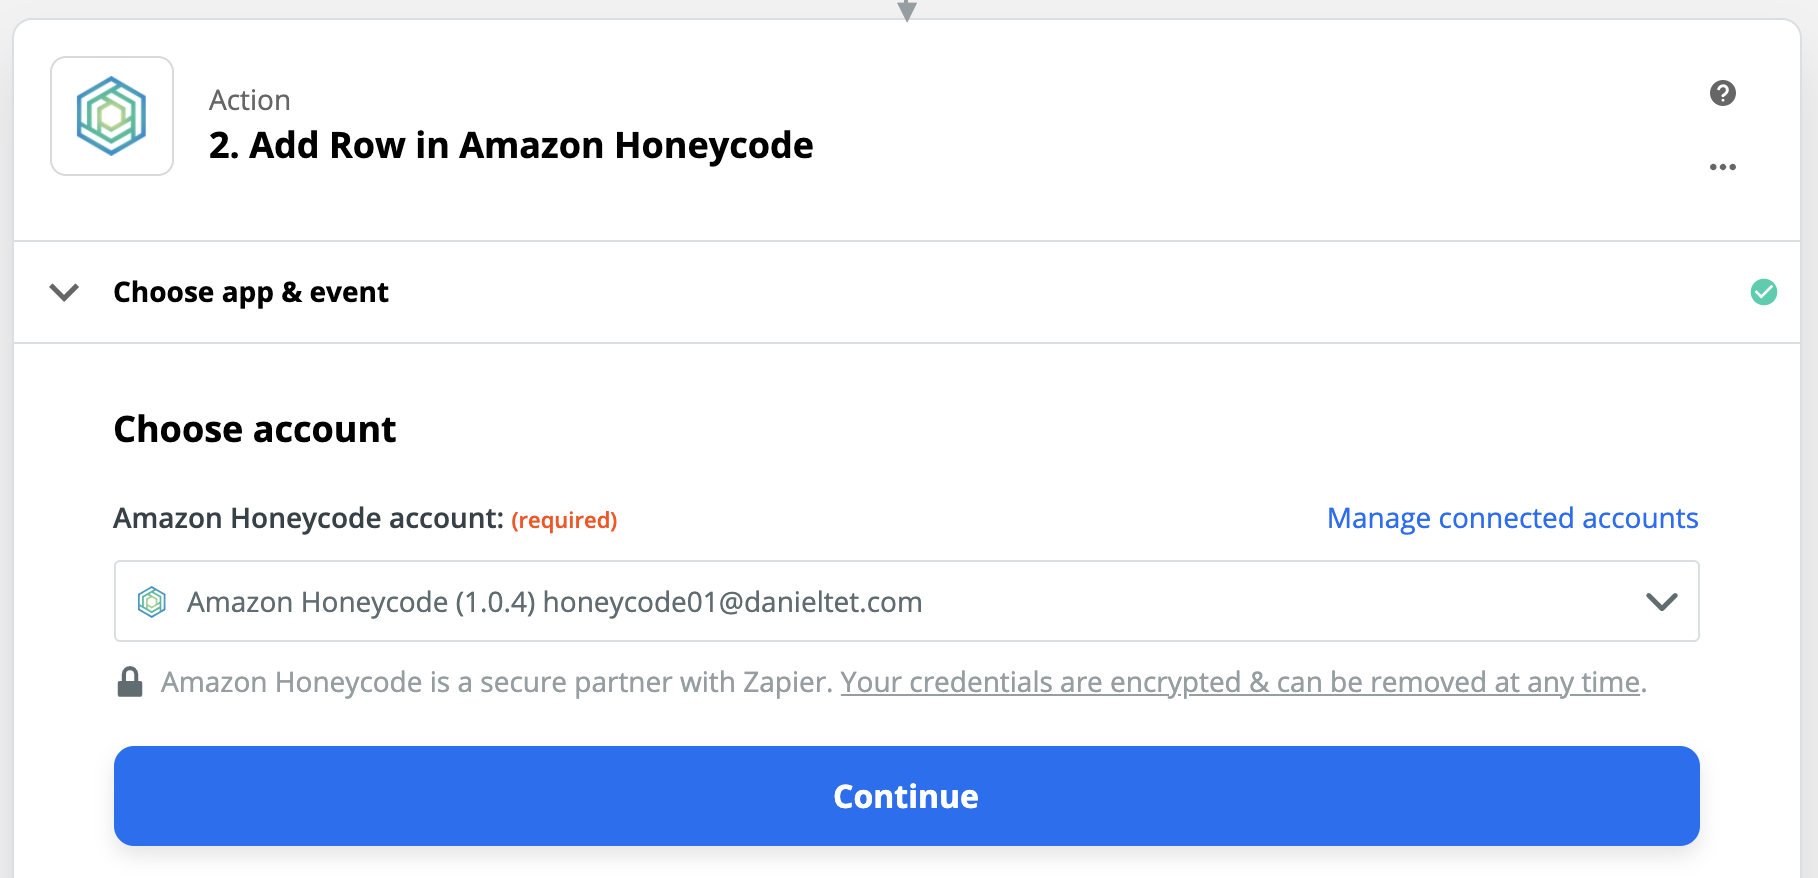 Action
2. Add Row in Amazon Honeycode
Choose app & event
Choose account
Amazon Honeycode account: (required) Manage connected accounts
Amazon Honeycode (1.0.4) honeycode01@danieltet.com
Amazon Honeycode is a secure partner with Zapier. Your credentials are encrypted & can be removed at any time.
Continue